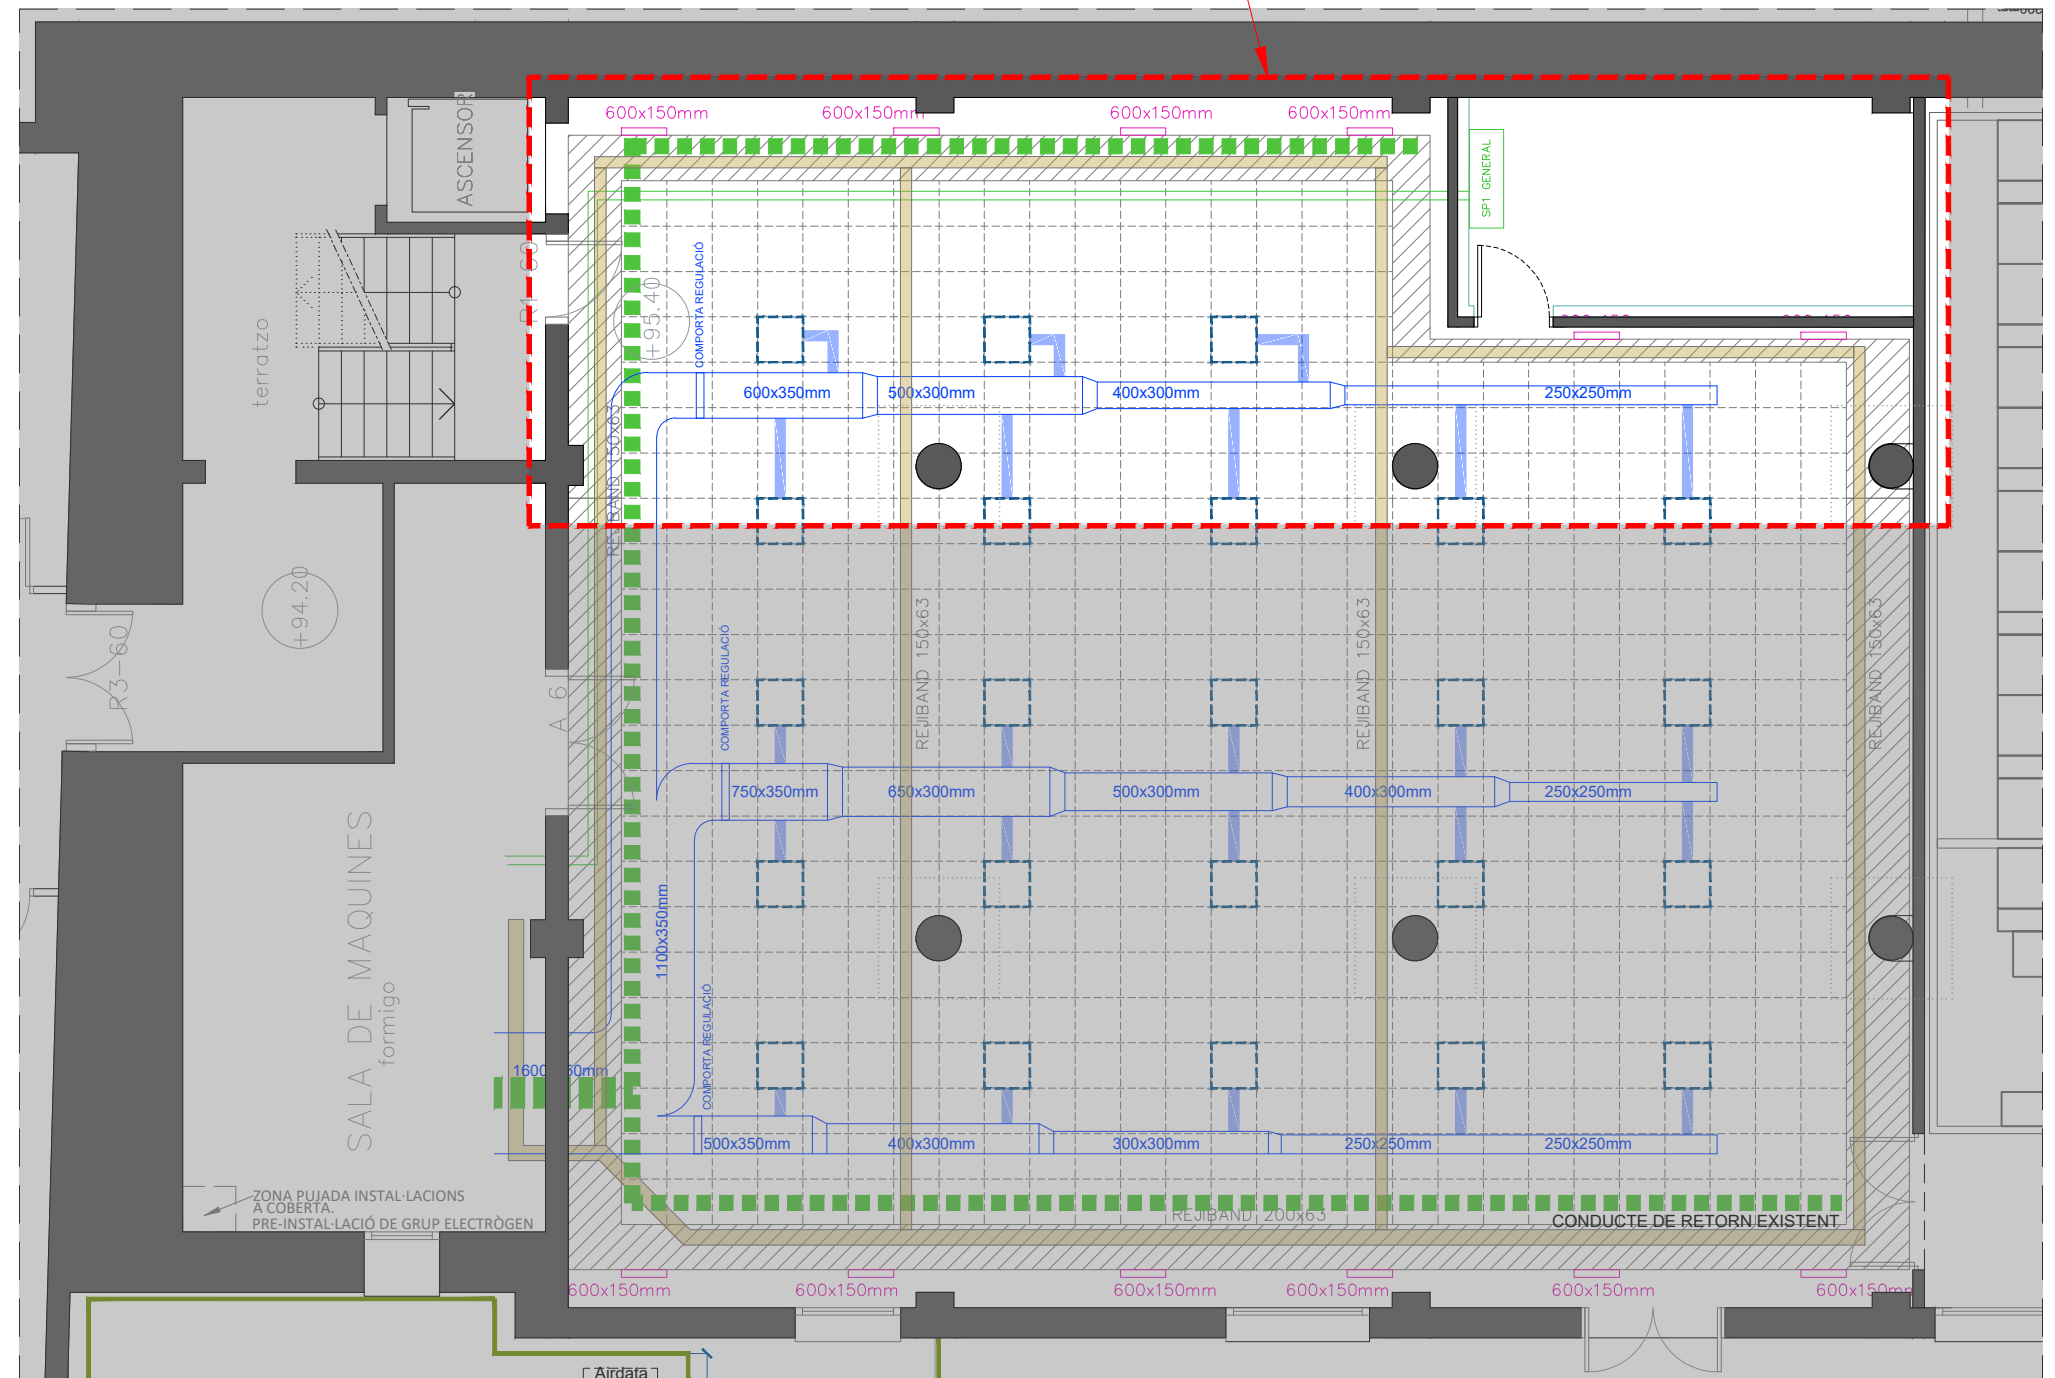 600x150mm
600x150mm
600x150mm
600x150mm
ASCENSOR
SP1 GENERAL
+95.40
COMPORTA REGULACIÓ
terratzo
600x350mm
500x300mm
400x300mm
250x250mm
REJIBAND 150x63
+94.20
R3-60
COMPORTA REGULACIÓ
REJIBAND 150x63
REJIBAND 150x63
REJIBAND 150x63
A 6
750x350mm
650x300mm
500x300mm
400x300mm
250x250mm
SALA DE MAQUINES
formigo
1100x350mm
COMPORTA REGULACIÓ
500x350mm
400x300mm
300x300mm
250x250mm
250x250mm
ZONA PUJADA INSTAL·LACIONS
A COBERTA.
PRE-INSTAL·LACIÓ DE GRUP ELECTRÒGEN
REJIBAND 200x63
CONDUCTE DE RETORN EXISTENT
600x150mm
600x150mm
600x150mm
600x150mm
600x150mm
600x150mm
Airdata